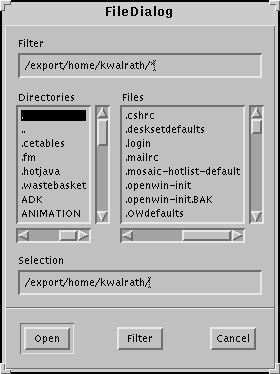 FileDialog
Filter
/export/home/kwalrath/*
Directories
.
..
.cetables
.fm
.hotjava
.wastebasket
ADK
ANIMATION
Files
.cshrc
.desksetdefaults
.login
.mailrc
.mosaic-hotlist-default
.openwin-init
.openwin-init.BAK
.OWdefaults
Selection
/export/home/kwalrath/
Open
Filter
Cancel